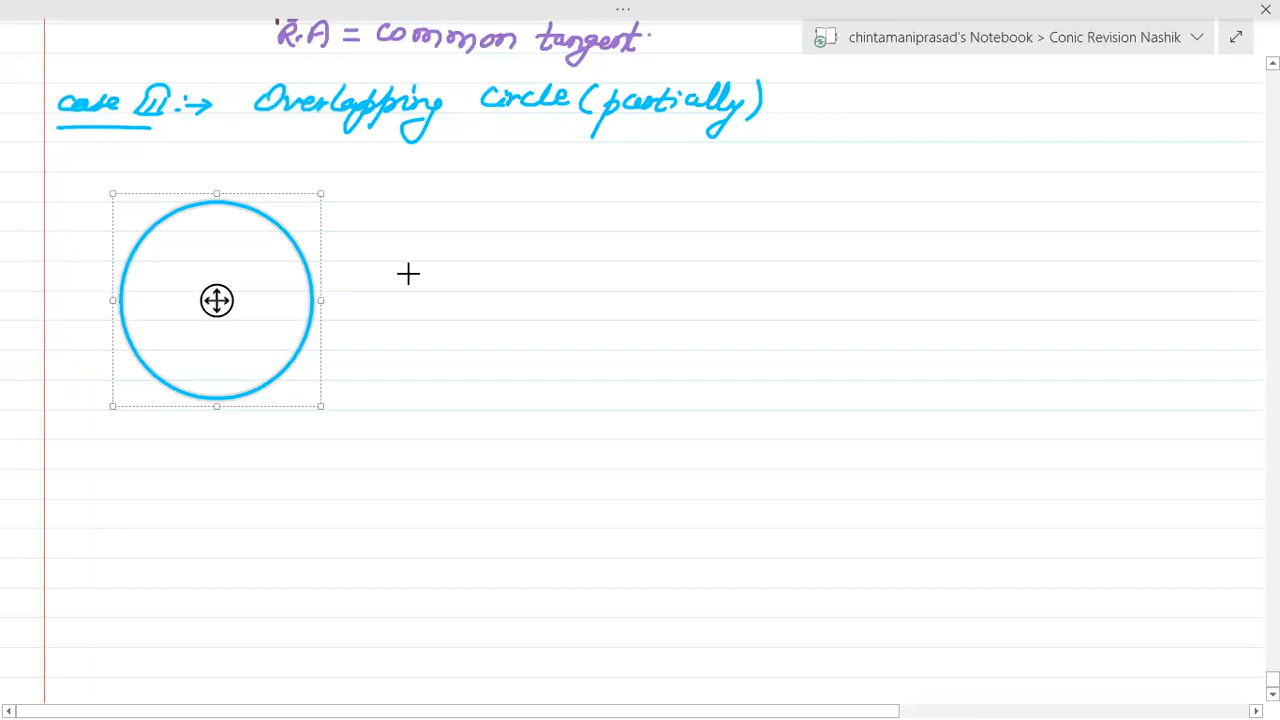 R.A = common tangent.
chintamaniprasad's Notebook > Conic Revision Nashik
case III :→ Overlapping circle (partially)